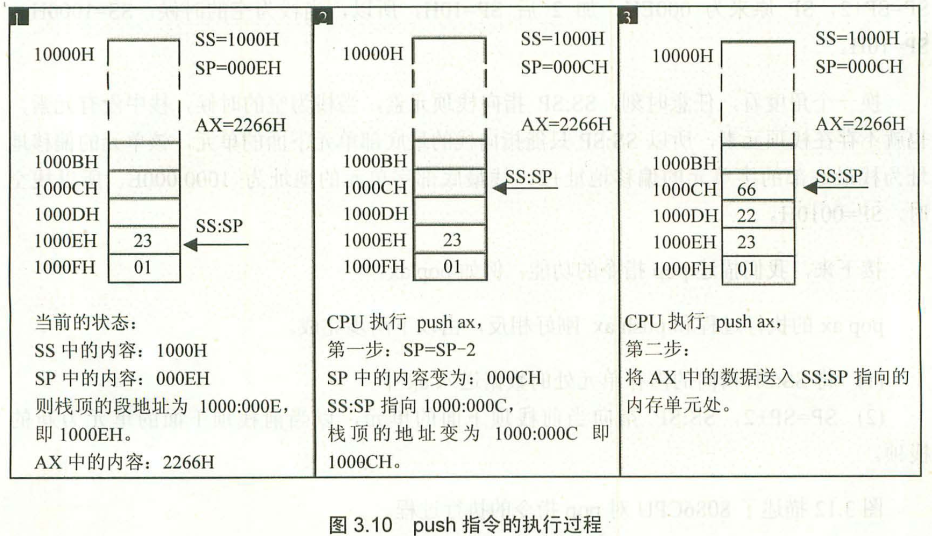 1
10000H
SS=1000H
SP=000EH
AX=2266H
1000BH
1000CH
1000DH
SS:SP
1000EH 23
1000FH 01
当前的状态：
SS 中的内容：1000H
SP 中的内容：000EH
则栈顶的段地址为 1000:000E，
即 1000EH。
AX 中的内容：2266H
2
10000H
SS=1000H
SP=000CH
AX=2266H
1000BH
1000CH SS:SP
1000DH
1000EH 23
1000FH 01
CPU 执行 push ax，
第一步：SP=SP−2
SP 中的内容变为：000CH
SS:SP 指向 1000:000C，
栈顶的地址变为 1000:000C 即
1000CH。
3
10000H
SS=1000H
SP=000CH
AX=2266H
1000BH
1000CH 66 SS:SP
1000DH 22
1000EH 23
1000FH 01
CPU 执行 push ax，
第二步：
将 AX 中的数据送入 SS:SP 指向的
内存单元处。
图 3.10 push 指令的执行过程